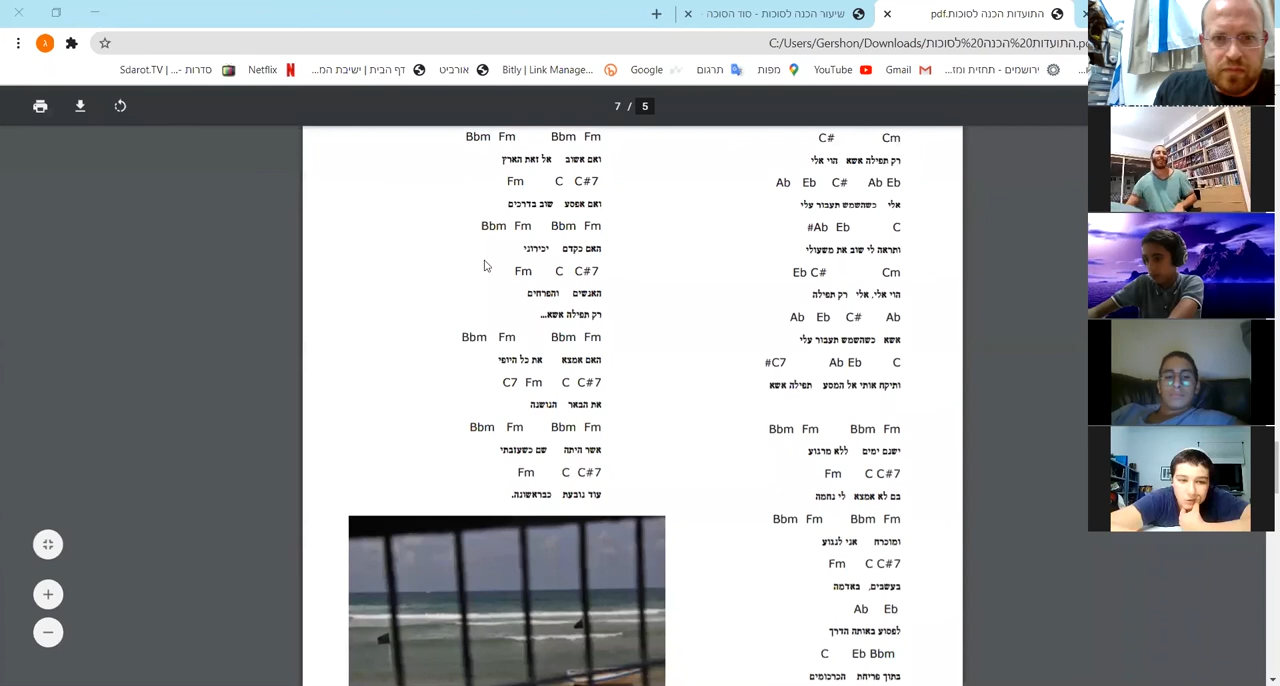 התועדות הכנה לסוכות.pdf
שיעור הכנה לסוכות - סוד הסוכה
C:/Users/Gershon/Downloads/התועדות%20הכנה%20לסוכות.p
ירושמים - תחזית ומז...
Gmail
YouTube
מפות
תרגום
Google
Bitly | Link Manage...
אורביט
דף הבית | ישיבת המ...
Netflix
סדרות - ...Sdarot.TV
7 / 5
C# Cm
רק תפילה אשא הוי אלי
Ab Eb C# Ab Eb
אלי כשהשמש תעבור עלי
#Ab Eb C
ותראה לי שוב את משעולי
Eb C# Cm
הוי אלי, אלי רק תפילה
Ab Eb C# Ab
אשא כשהשמש תעבור עלי
#C7 Ab Eb C
ותיקח אותי אל המסע תפילה אשא
Bbm Fm Bbm Fm
ישנם ימים ללא מרגוע
Fm C C#7
בם לא אמצא לי נחמה
Bbm Fm Bbm Fm
ומוכרח אני לנגוע
Fm C C#7
בעשבים, באדמה
Ab Eb
לפסוע באותה הדרך
C Eb Bbm
בתוך פריחת הכרכומים
Bbm Fm Bbm Fm
ואם אשוב אל זאת הארץ
Fm C C#7
ואם אפסע שוב בדרכים
Bbm Fm Bbm Fm
האם כקדם יכירוני
Fm C C#7
האנשים והפרחים
רק תפילה אשא...
Bbm Fm Bbm Fm
האם אמצא את כל היופי
C7 Fm C C#7
את הבאר הנושנה
Bbm Fm Bbm Fm
אשר היתה שם כשעזבתי
Fm C C#7
עוד נובעת כבראשונה.